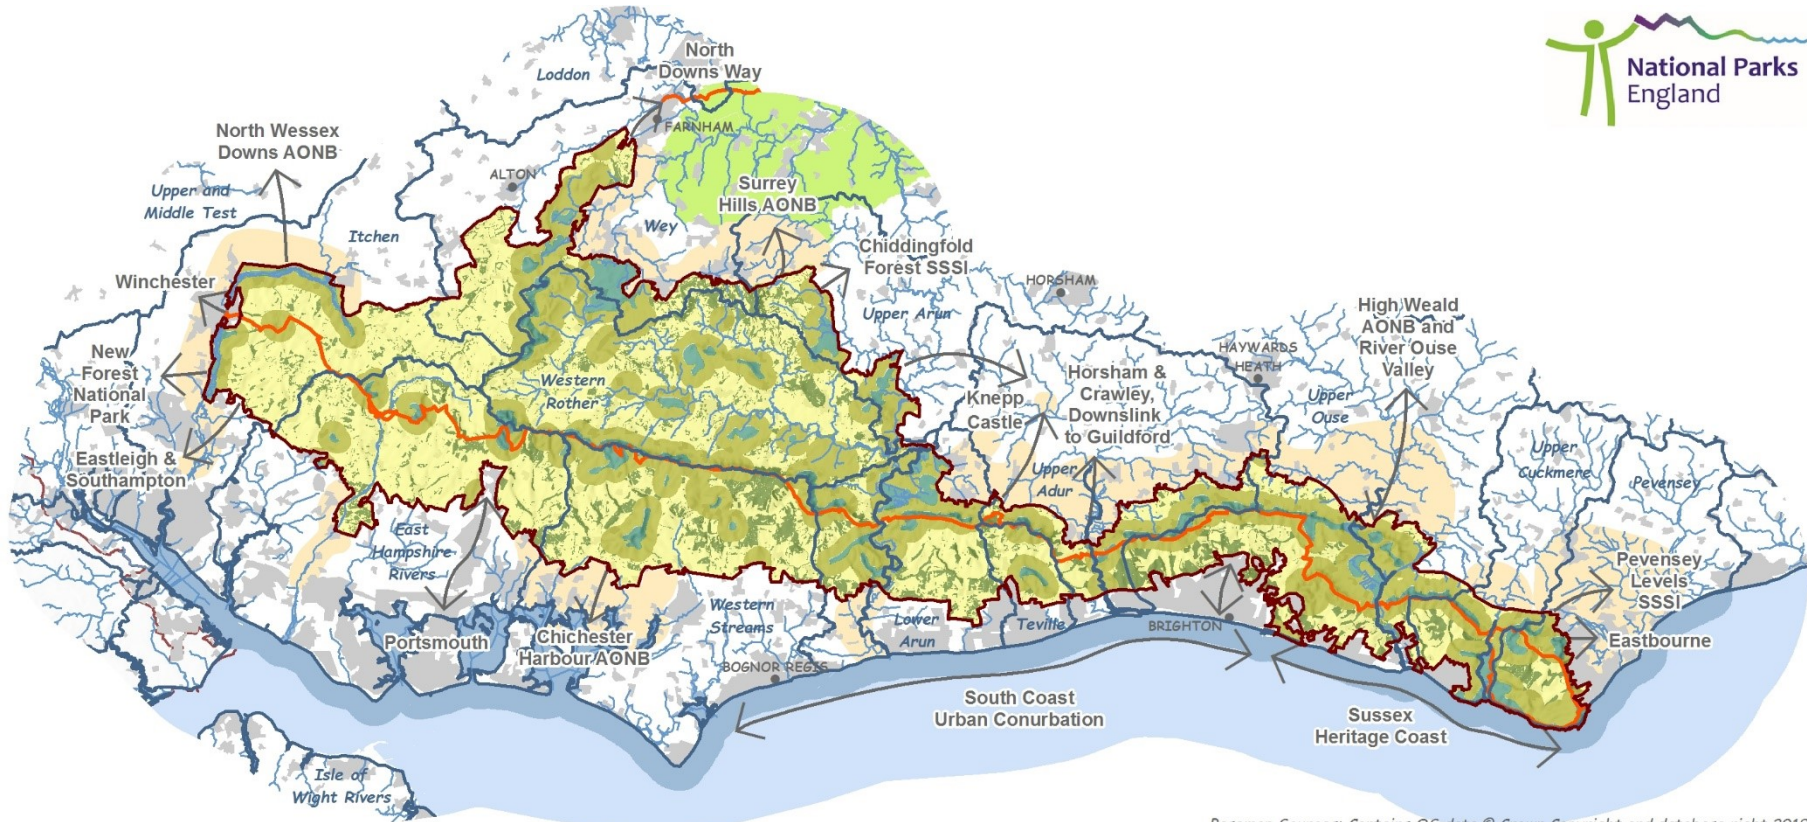 National Parks
England
North
Downs Way
Loddon
FARNHAM
North Wessex
Downs AONB
ALTON
Upper and
Middle Test
Surrey
Hills AONB
Wey
Itchen
Chiddingfold
Forest SSSI
Winchester
HORSHAM
Upper Arun
High Weald
AONB and
River Ouse
Valley
New
Forest
National
Park
HAYWARDS
HEATH
Western
Rother
Knepp
Castle
Horsham &
Crawley,
Downslink
to Guildford
Upper
Ouse
Eastleigh &
Southampton
Upper
Adur
Upper
Cuckmere
Pevensey
East
Hampshire
Rivers
Pevensey
Levels
SSSI
Portsmouth
Chichester
Harbour AONB
Western
Streams
Lower
Arun
Teville
BRIGHTON
Eastbourne
BOGNOR REGIS
South Coast
Urban Conurbation
Sussex
Heritage Coast
Isle of
Wight Rivers